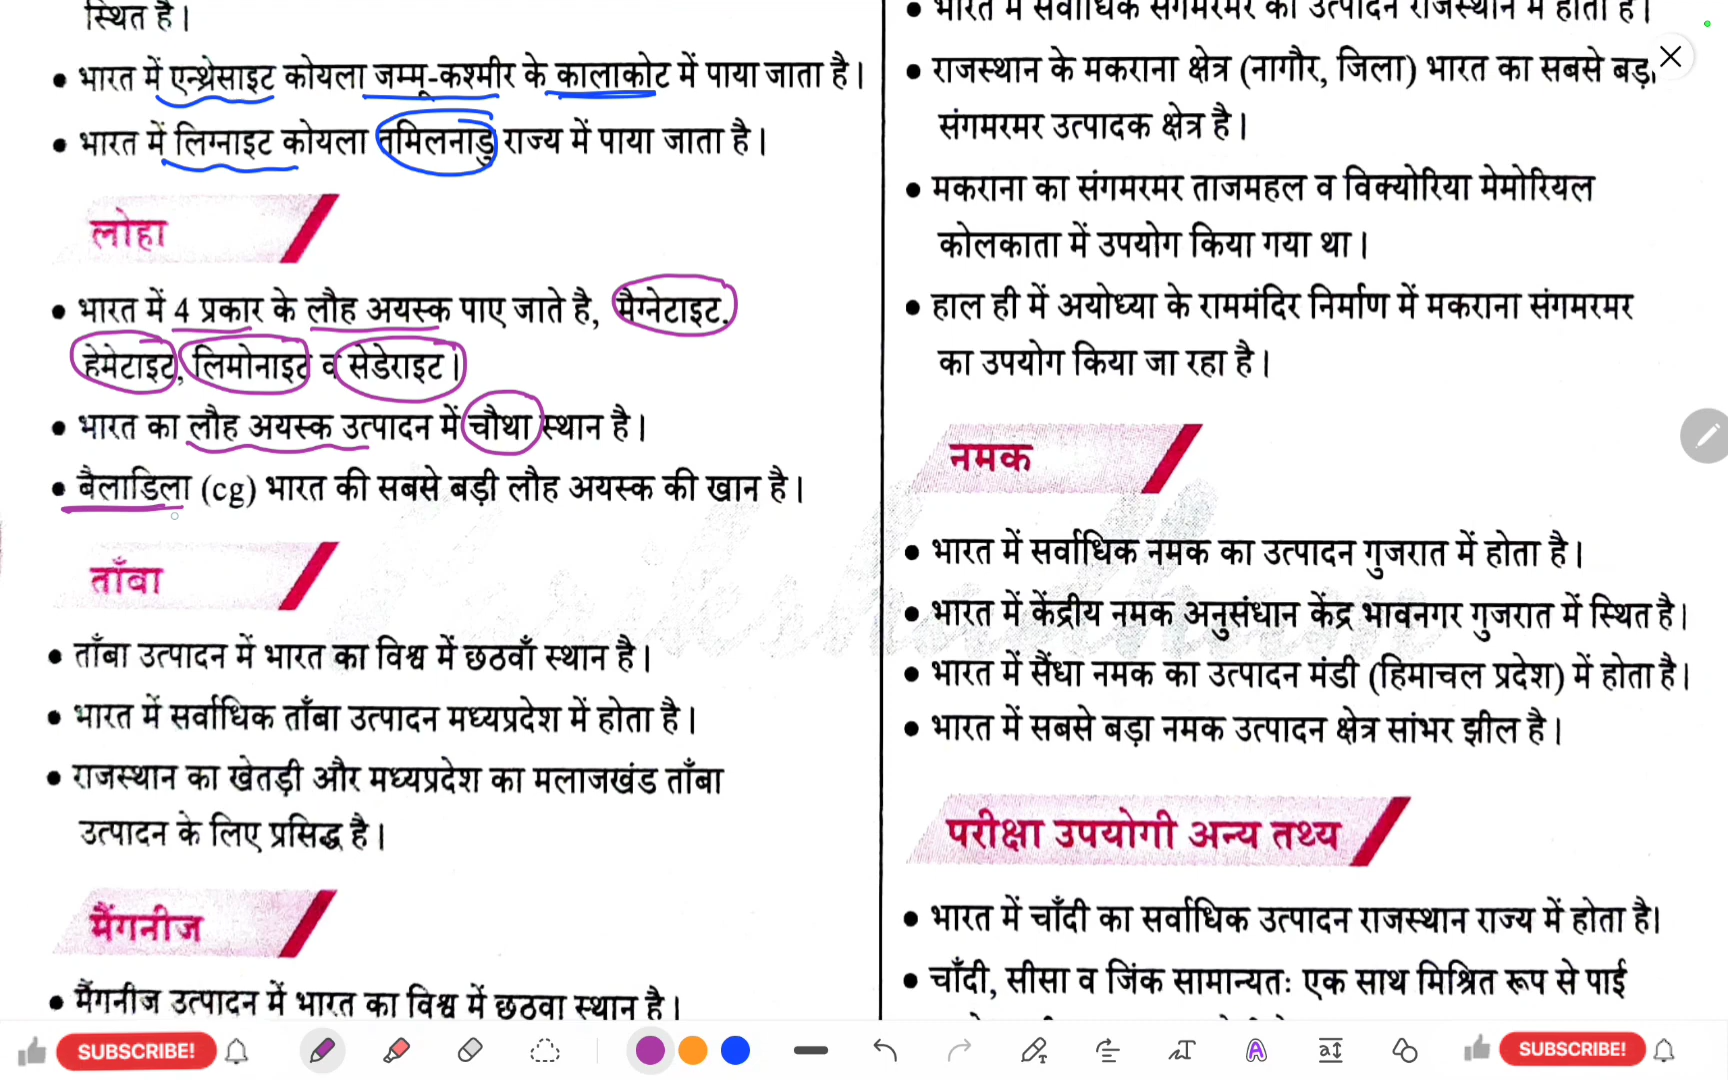 स्थित है।
• भारत में एन्थ्रेसाइट कोयला जम्मू-कश्मीर के कालाकोट में पाया जाता है।
• भारत में लिग्नाइट कोयला तमिलनाडु राज्य में पाया जाता है।
लोहा
• भारत में 4 प्रकार के लौह अयस्क पाए जाते है, मैग्नेटाइट,
हेमेटाइट, लिमोनाइट व सेडेराइट।
• भारत का लौह अयस्क उत्पादन में चौथा स्थान है।
• बैलाडिला (cg) भारत की सबसे बड़ी लौह अयस्क की खान है।
ताँबा
• ताँबा उत्पादन में भारत का विश्व में छठवाँ स्थान है।
• भारत में सर्वाधिक ताँबा उत्पादन मध्यप्रदेश में होता है।
• राजस्थान का खेतड़ी और मध्यप्रदेश का मलाजखंड ताँबा
उत्पादन के लिए प्रसिद्ध है।
मैंगनीज
• मैंगनीज उत्पादन में भारत का विश्व में छठवा स्थान है।
• भारत में सर्वाधिक संगमरमर का उत्पादन राजस्थान में होता है।
• राजस्थान के मकराना क्षेत्र (नागौर, जिला) भारत का सबसे
संगमरमर उत्पादक क्षेत्र है।
• मकराना का संगमरमर ताजमहल व विक्योरिया मेमोरियल
कोलकाता में उपयोग किया गया था।
• हाल ही में अयोध्या के राममंदिर निर्माण में मकराना संगमरमर
का उपयोग किया जा रहा है।
नमक
• भारत में सर्वाधिक नमक का उत्पादन गुजरात में होता है।
• भारत में केंद्रीय नमक अनुसंधान केंद्र भावनगर गुजरात में स्थित है।
• भारत में सैंधा नमक का उत्पादन मंडी (हिमाचल प्रदेश) में होता है।
• भारत में सबसे बड़ा नमक उत्पादन क्षेत्र सांभर झील है।
परीक्षा उपयोगी अन्य तथ्य
• भारत में चाँदी का सर्वाधिक उत्पादन राजस्थान राज्य में होता है।
• चाँदी, सीसा व जिंक सामान्यतः एक साथ मिश्रित रूप से पाई
SUBSCRIBE!
SUBSCRIBE!